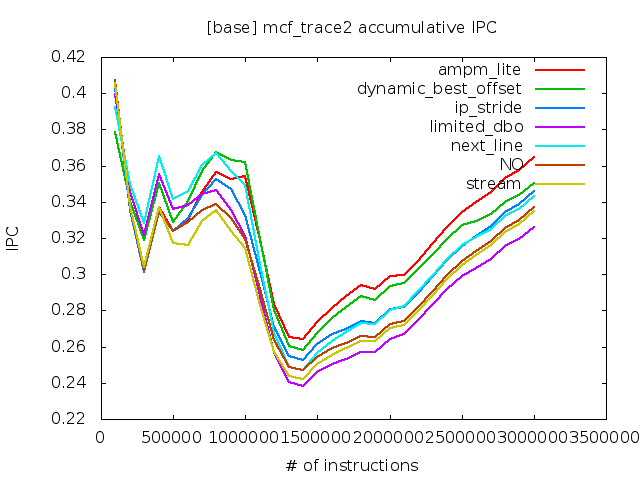 [base] mcf_trace2 accumulative IPC
0.42
0.4
0.38
0.36
0.34
0.32
0.3
0.28
0.26
0.24
0.22
IPC
ampm_lite
dynamic_best_offset
ip_stride
limited_dbo
next_line
NO
stream
0 500000 1000000 1500000 2000000 2500000 3000000 3500000
# of instructions